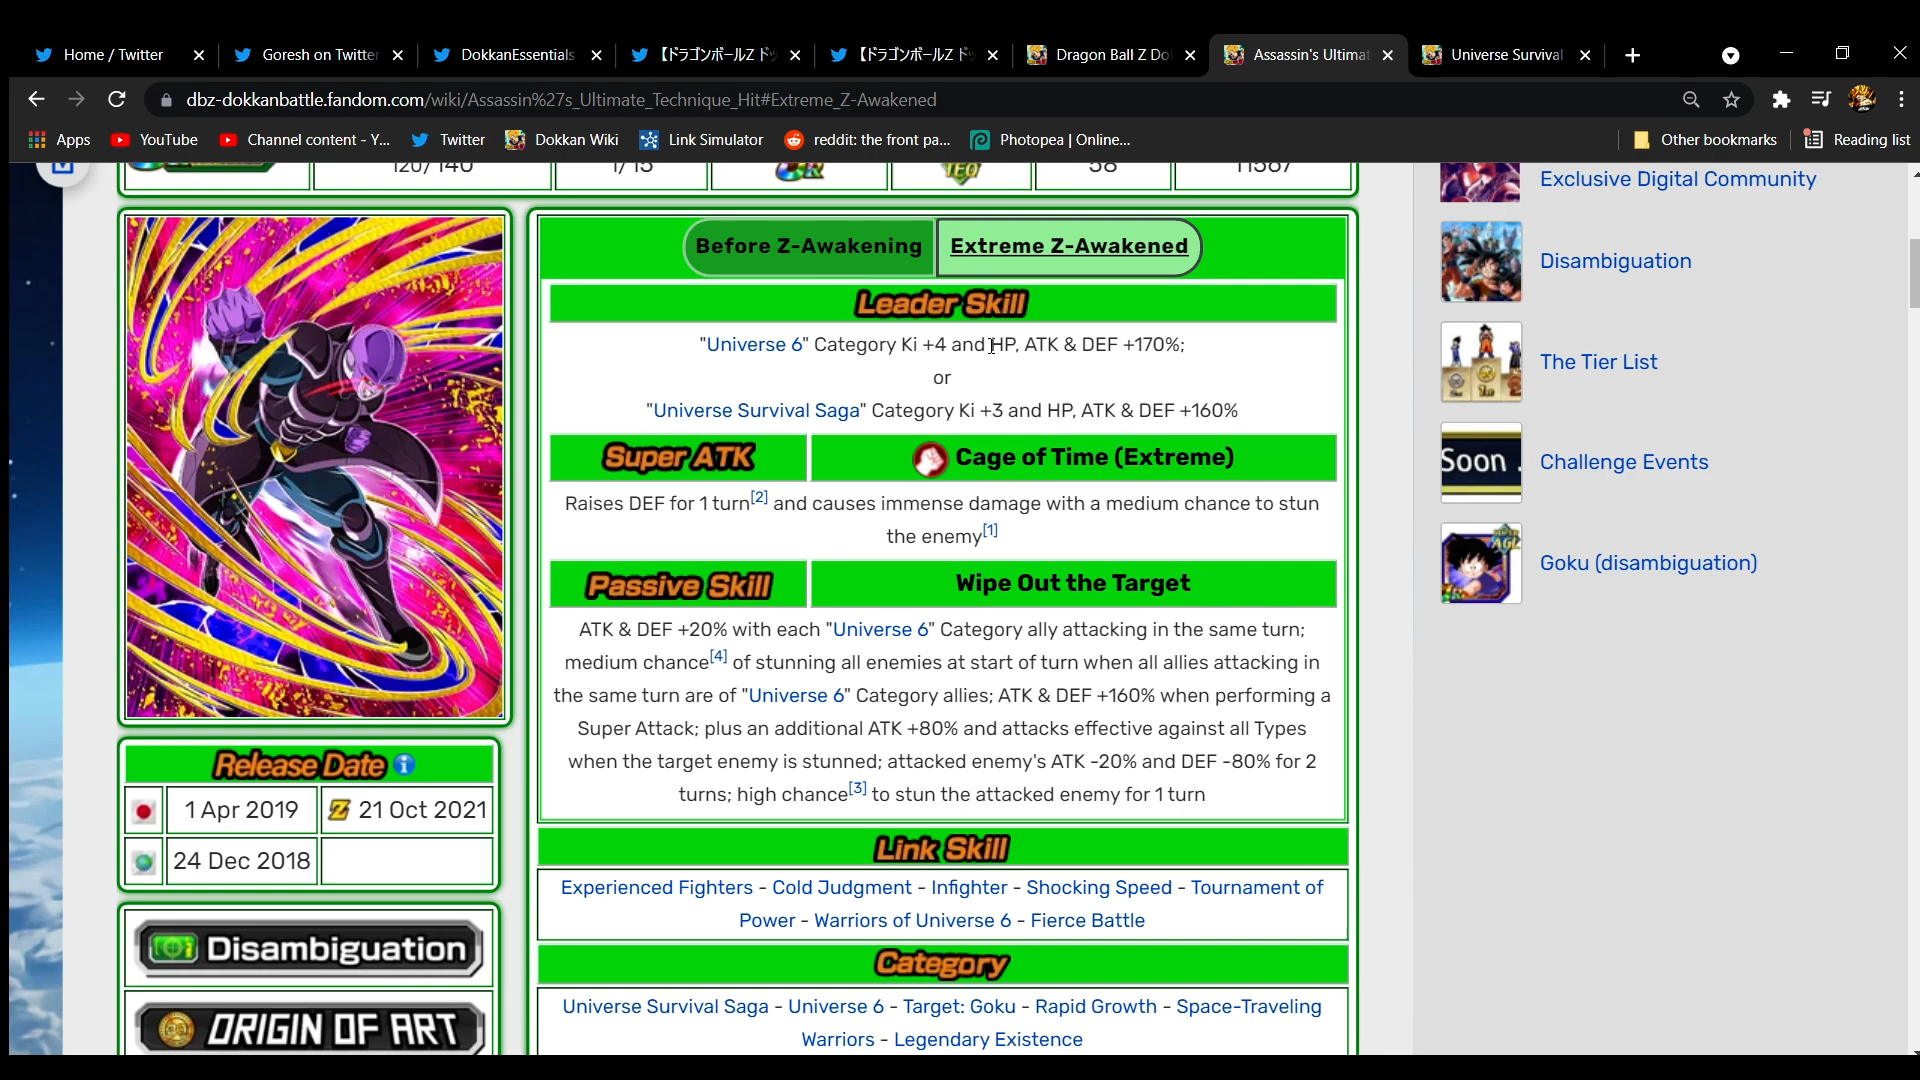 Home / Twitter
Goresh on Twitter
DokkanEssentials
【ドラゴンボールZ ド
【ドラゴンボールZ ド
Dragon Ball Z Do
Assassin's Ultimat
Universe Survival
dbz-dokkanbattle.fandom.com/wiki/Assassin%27s_Ultimate_Technique_Hit#Extreme_Z-Awakened
Apps
YouTube
Channel content - Y...
Twitter
Dokkan Wiki
Link Simulator
reddit: the front pa...
Photopea | Online...
Other bookmarks
Reading list
120/140
1/15
UR
TEQ
58
11567
Before Z-Awakening
Extreme Z-Awakened
Leader Skill
"Universe 6" Category Ki +4 and HP, ATK & DEF +170%;
or
"Universe Survival Saga" Category Ki +3 and HP, ATK & DEF +160%
Super ATK
Cage of Time (Extreme)
Raises DEF for 1 turn[2] and causes immense damage with a medium chance to stun
the enemy[1]
Passive Skill
Wipe Out the Target
ATK & DEF +20% with each "Universe 6" Category ally attacking in the same turn;
medium chance[4] of stunning all enemies at start of turn when all allies attacking in
the same turn are of "Universe 6" Category allies; ATK & DEF +160% when performing a
Super Attack; plus an additional ATK +80% and attacks effective against all Types
when the target enemy is stunned; attacked enemy's ATK -20% and DEF -80% for 2
turns; high chance[3] to stun the attacked enemy for 1 turn
Link Skill
Experienced Fighters - Cold Judgment - Infighter - Shocking Speed - Tournament of
Power - Warriors of Universe 6 - Fierce Battle
Category
Universe Survival Saga - Universe 6 - Target: Goku - Rapid Growth - Space-Traveling
Warriors - Legendary Existence
Release Date
1 Apr 2019
Z 21 Oct 2021
24 Dec 2018
Disambiguation
ORIGIN OF ART
Exclusive Digital Community
Disambiguation
The Tier List
Soon .
Challenge Events
AGL
Goku (disambiguation)